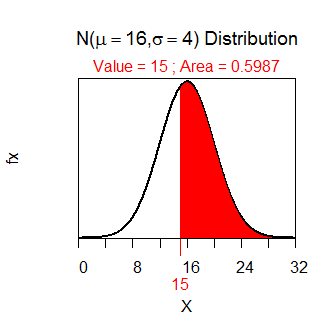 N(μ = 16,σ = 4) Distribution
Value = 15 ; Area = 0.5987
fx
0 8 16 24 32
15
X